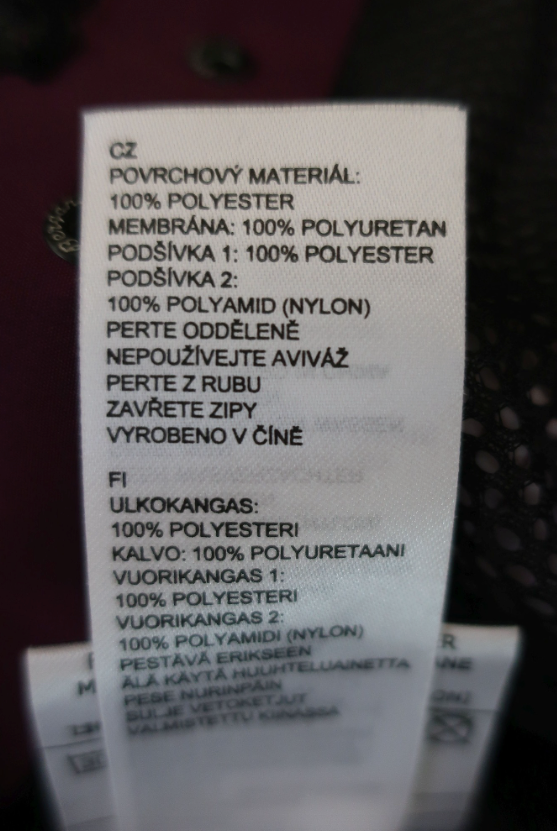 CZ
POVRCHOVÝ MATERIÁL:
100% POLYESTER
MEMBRÁNA: 100% POLYURETAN
PODŠÍVKA 1: 100% POLYESTER
PODŠÍVKA 2:
100% POLYAMID (NYLON)
PERTE ODDĚLENĚ
NEPOUŽÍVEJTE AVIVÁŽ
PERTE Z RUBU
ZAVŘETE ZIPY
VYROBENO V ČÍNĚ
FI
ULKOKANGAS:
100% POLYESTERI
KALVO: 100% POLYURETAANI
VUORIKANGAS 1:
100% POLYESTERI
VUORIKANGAS 2:
100% POLYAMIDI (NYLON)
PESTÄVÄ ERIKSEEN
ÄLÄ KÄYTÄ HUUHTELUAINETTA
PESE NURINPÄIN
SULJE VETOKETJUT
VALMISTETTU KIINASSA